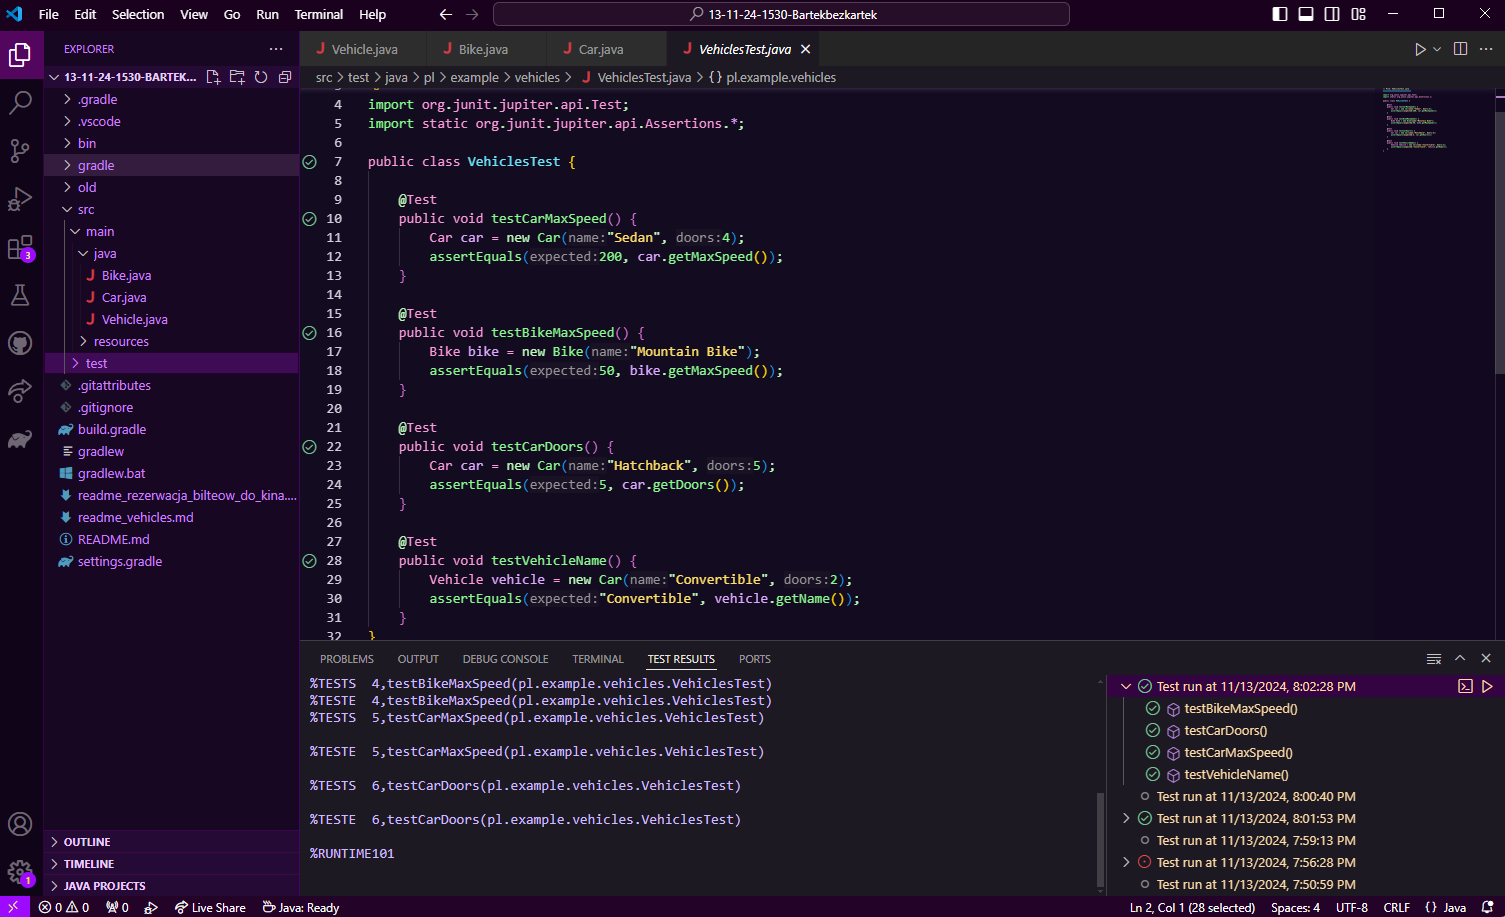 File Edit Selection View Go Run Terminal Help
13-11-24-1530-Bartekbezkartek
EXPLORER
13-11-24-1530-BARTEK...
.gradle
.vscode
bin
gradle
old
src
main
java
Bike.java
Car.java
Vehicle.java
resources
test
.gitattributes
.gitignore
build.gradle
gradlew
gradlew.bat
readme_rezerwacja_bilteow_do_kina....
readme_vehicles.md
README.md
settings.gradle
OUTLINE
TIMELINE
JAVA PROJECTS
3
1
Vehicle.java Bike.java Car.java VehiclesTest.java
src > test > java > pl > example > vehicles > VehiclesTest.java > {} pl.example.vehicles
4 import org.junit.jupiter.api.Test;
5 import static org.junit.jupiter.api.Assertions.*;
6
7 public class VehiclesTest {
8
9 @Test
10 public void testCarMaxSpeed() {
11 Car car = new Car(name:"Sedan", doors:4);
12 assertEquals(expected:200, car.getMaxSpeed());
13 }
14
15 @Test
16 public void testBikeMaxSpeed() {
17 Bike bike = new Bike(name:"Mountain Bike");
18 assertEquals(expected:50, bike.getMaxSpeed());
19 }
20
21 @Test
22 public void testCarDoors() {
23 Car car = new Car(name:"Hatchback", doors:5);
24 assertEquals(expected:5, car.getDoors());
25 }
26
27 @Test
28 public void testVehicleName() {
29 Vehicle vehicle = new Car(name:"Convertible", doors:2);
30 assertEquals(expected:"Convertible", vehicle.getName());
31 }
32 }
PROBLEMS OUTPUT DEBUG CONSOLE TERMINAL TEST RESULTS PORTS
%TESTS 4,testBikeMaxSpeed(pl.example.vehicles.VehiclesTest)
%TESTE 4,testBikeMaxSpeed(pl.example.vehicles.VehiclesTest)
%TESTS 5,testCarMaxSpeed(pl.example.vehicles.VehiclesTest)
%TESTE 5,testCarMaxSpeed(pl.example.vehicles.VehiclesTest)
%TESTS 6,testCarDoors(pl.example.vehicles.VehiclesTest)
%TESTE 6,testCarDoors(pl.example.vehicles.VehiclesTest)
%RUNTIME101
Test run at 11/13/2024, 8:02:28 PM
testBikeMaxSpeed()
testCarDoors()
testCarMaxSpeed()
testVehicleName()
Test run at 11/13/2024, 8:00:40 PM
Test run at 11/13/2024, 8:01:53 PM
Test run at 11/13/2024, 7:59:13 PM
Test run at 11/13/2024, 7:56:28 PM
Test run at 11/13/2024, 7:50:59 PM
0 0 0 Live Share Java: Ready Ln 2, Col 1 (28 selected) Spaces: 4 UTF-8 CRLF {} Java